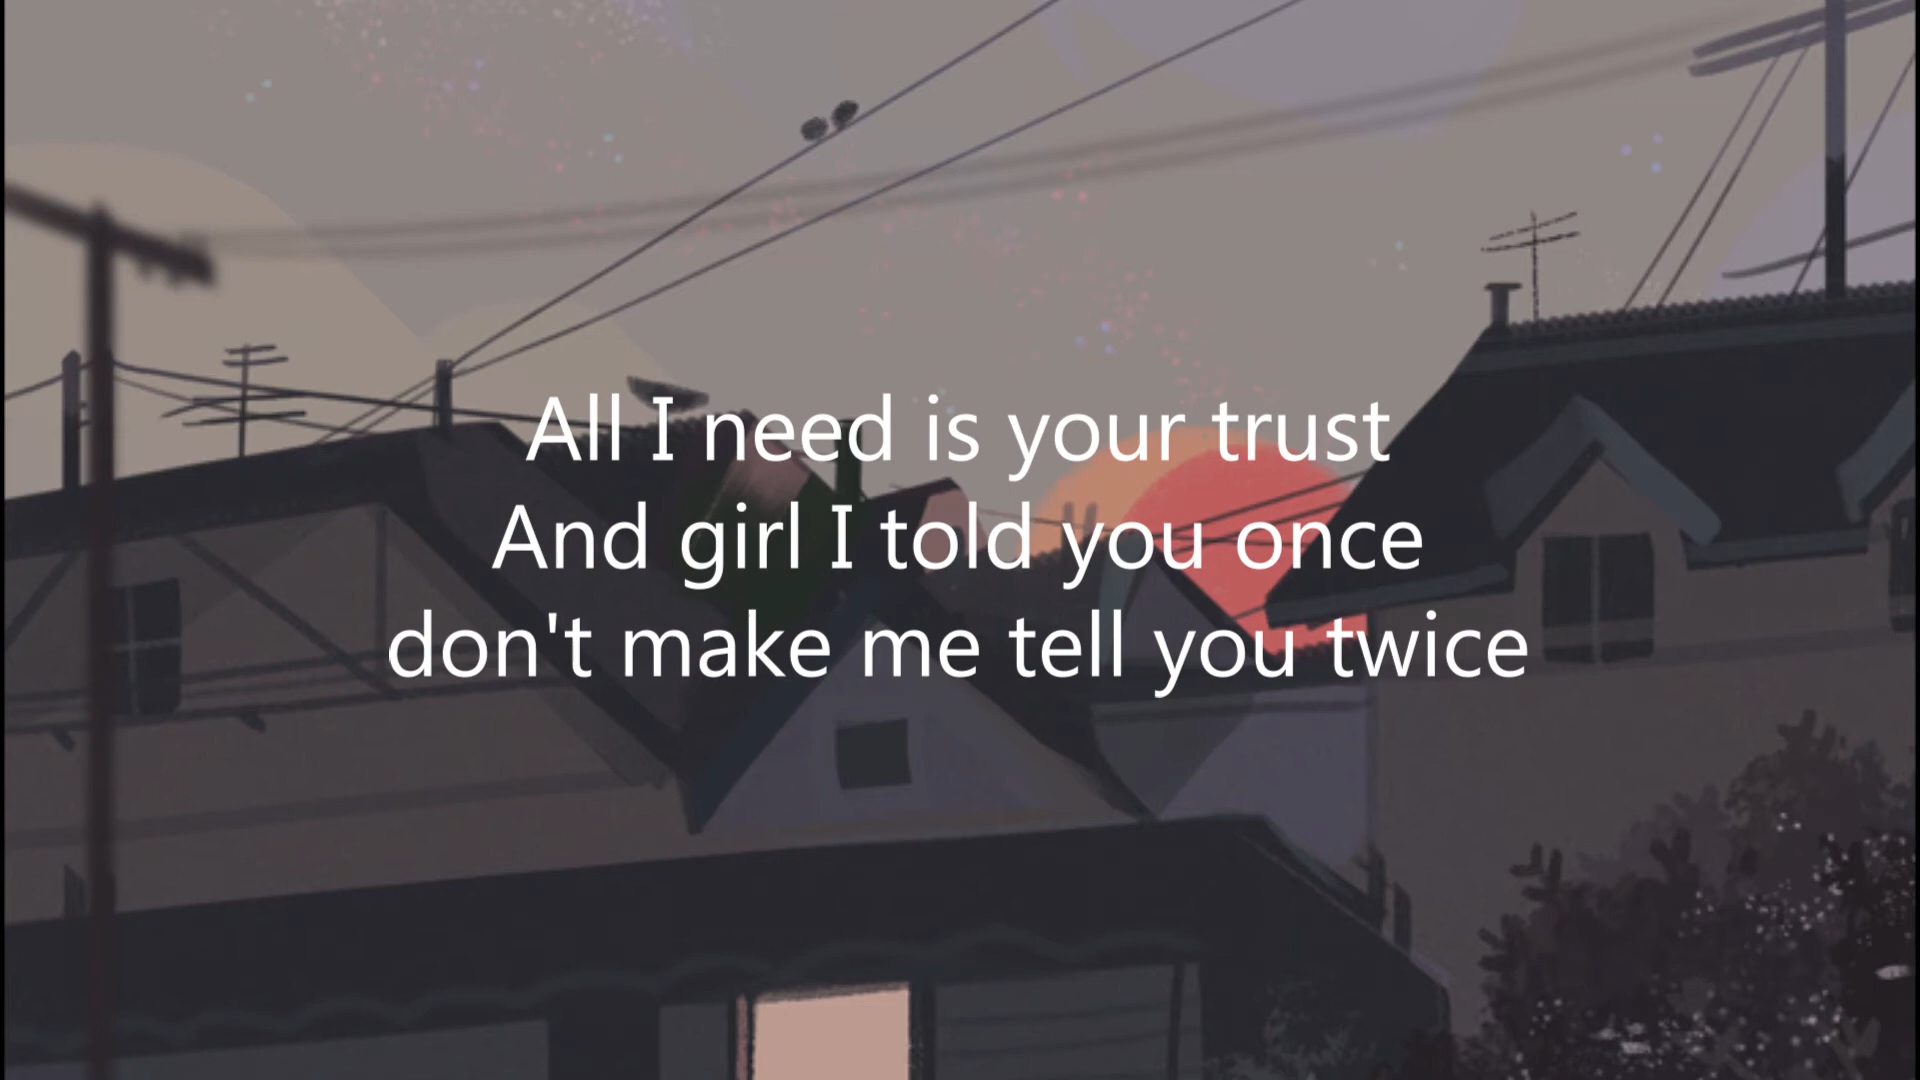 All I need is your trust
And girl I told you once
don't make me tell you twice